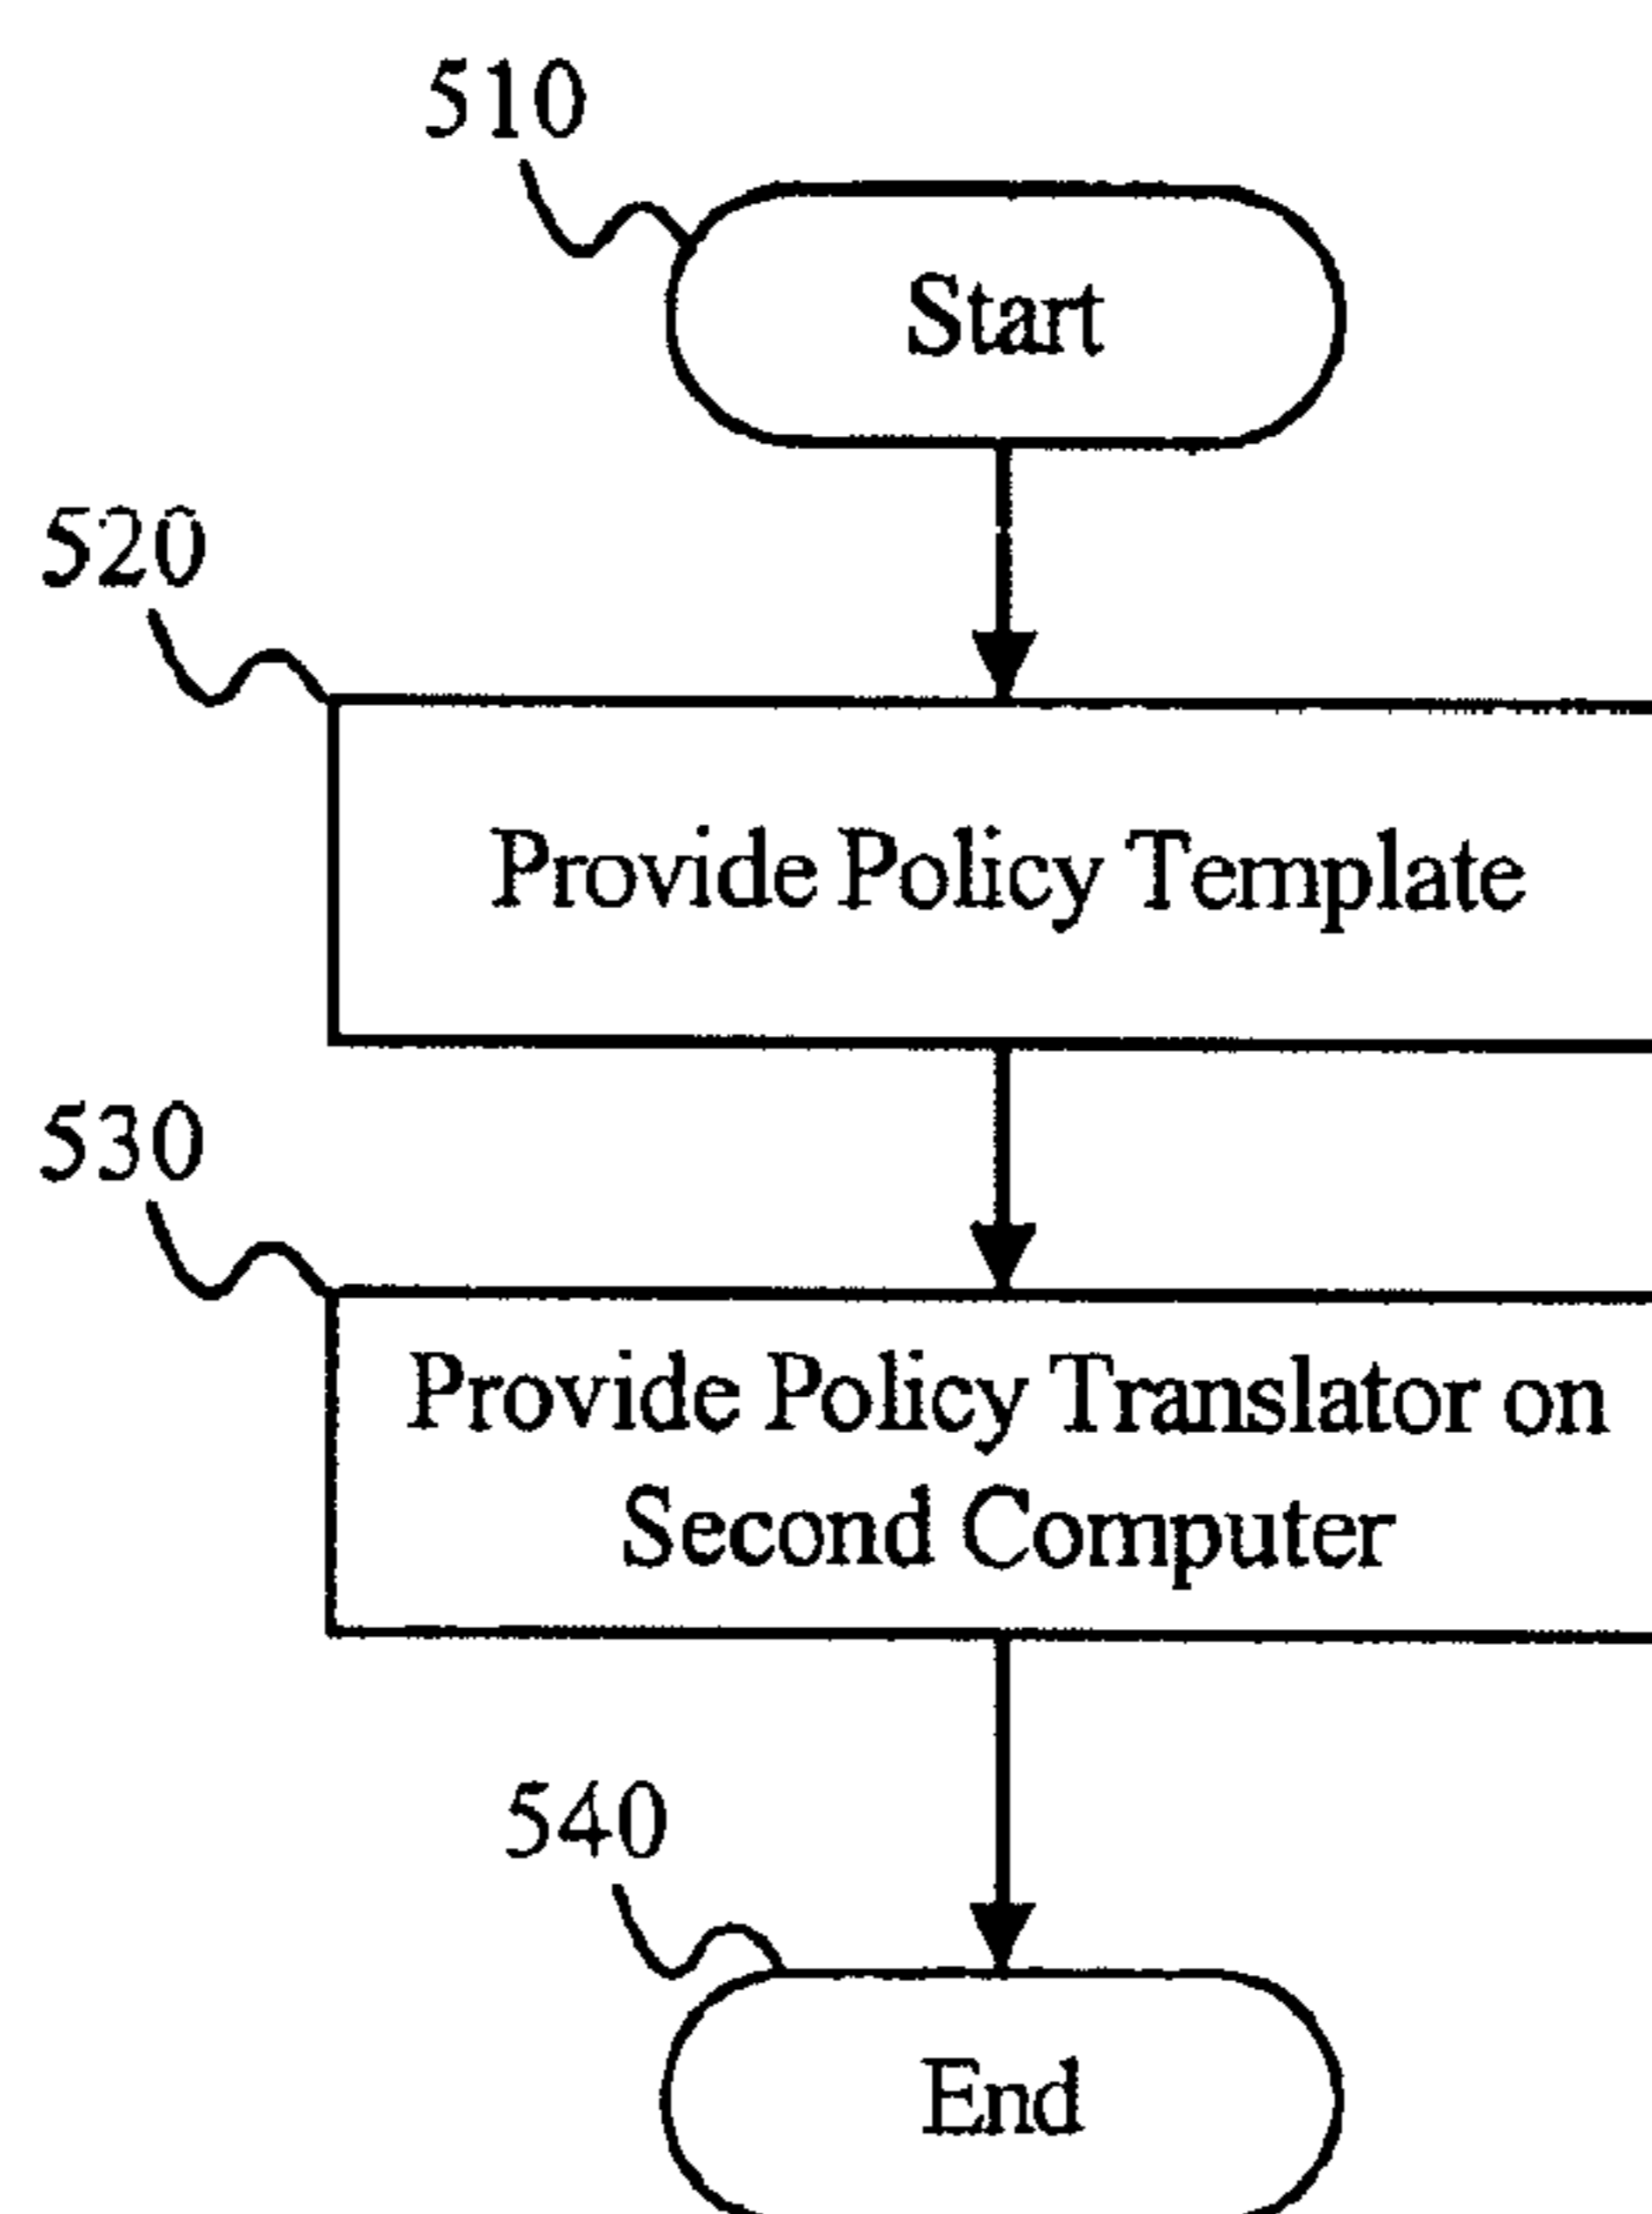 510
Start
520
Provide Policy Template
530
Provide Policy Translator on
Second Computer
540
End